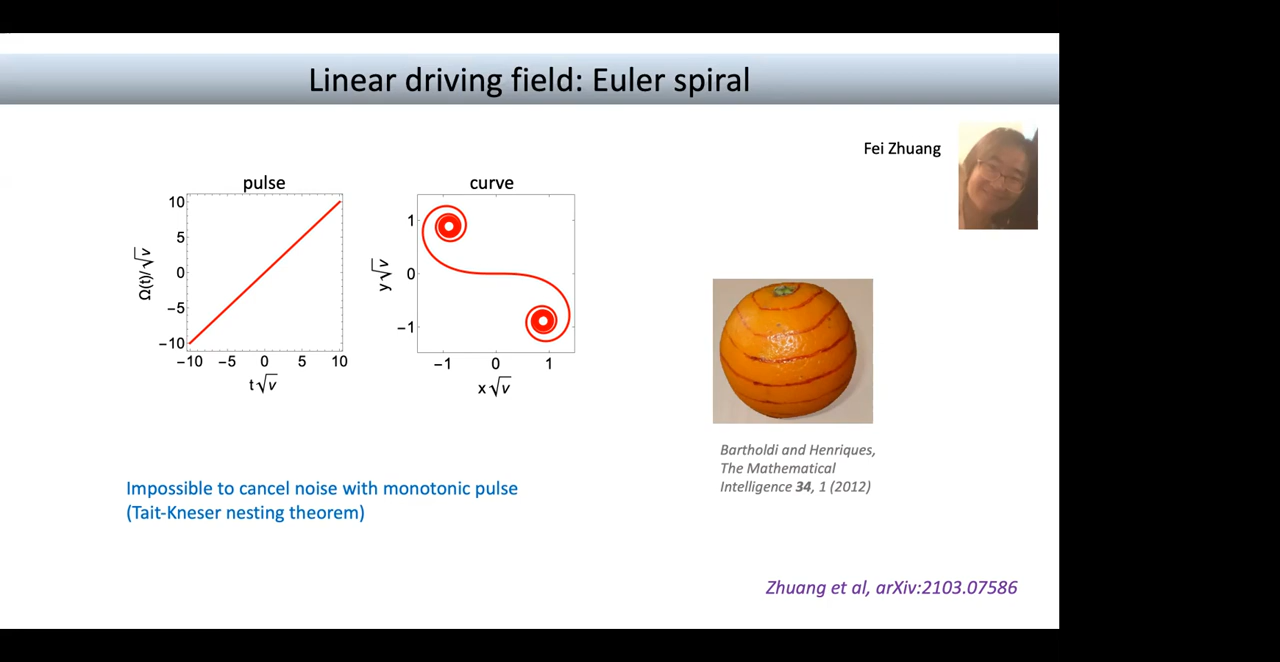 Linear driving field: Euler spiral
Fei Zhuang
pulse
10
5
0
−5
−10
−10 −5 0 5 10
Ω(t)/√v
t√v
curve
1
0
−1
−1 0 1
y√v
x√v
Bartholdi and Henriques,
The Mathematical
Intelligence 34, 1 (2012)
Impossible to cancel noise with monotonic pulse
(Tait-Kneser nesting theorem)
Zhuang et al, arXiv:2103.07586